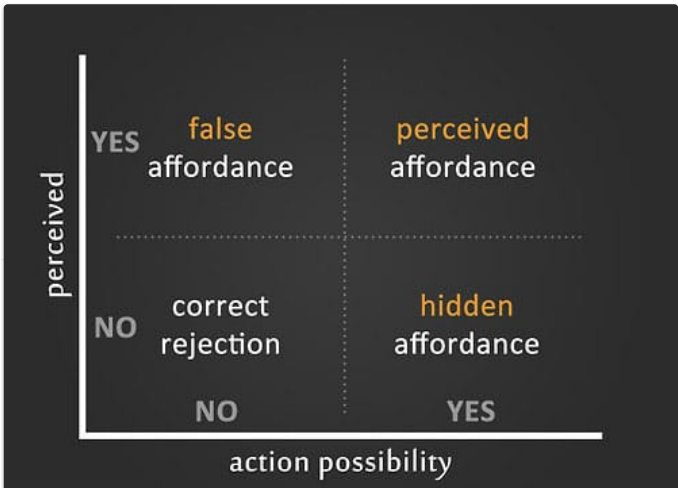 perceived
YES
false
affordance
perceived
affordance
NO
correct
rejection
hidden
affordance
NO
YES
action possibility